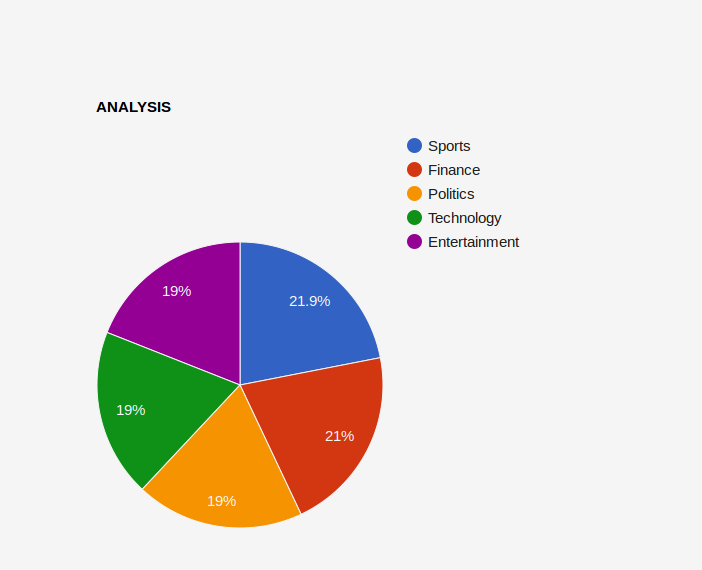 ANALYSIS
Sports
Finance
Politics
Technology
Entertainment
19%
21.9%
19%
21%
19%